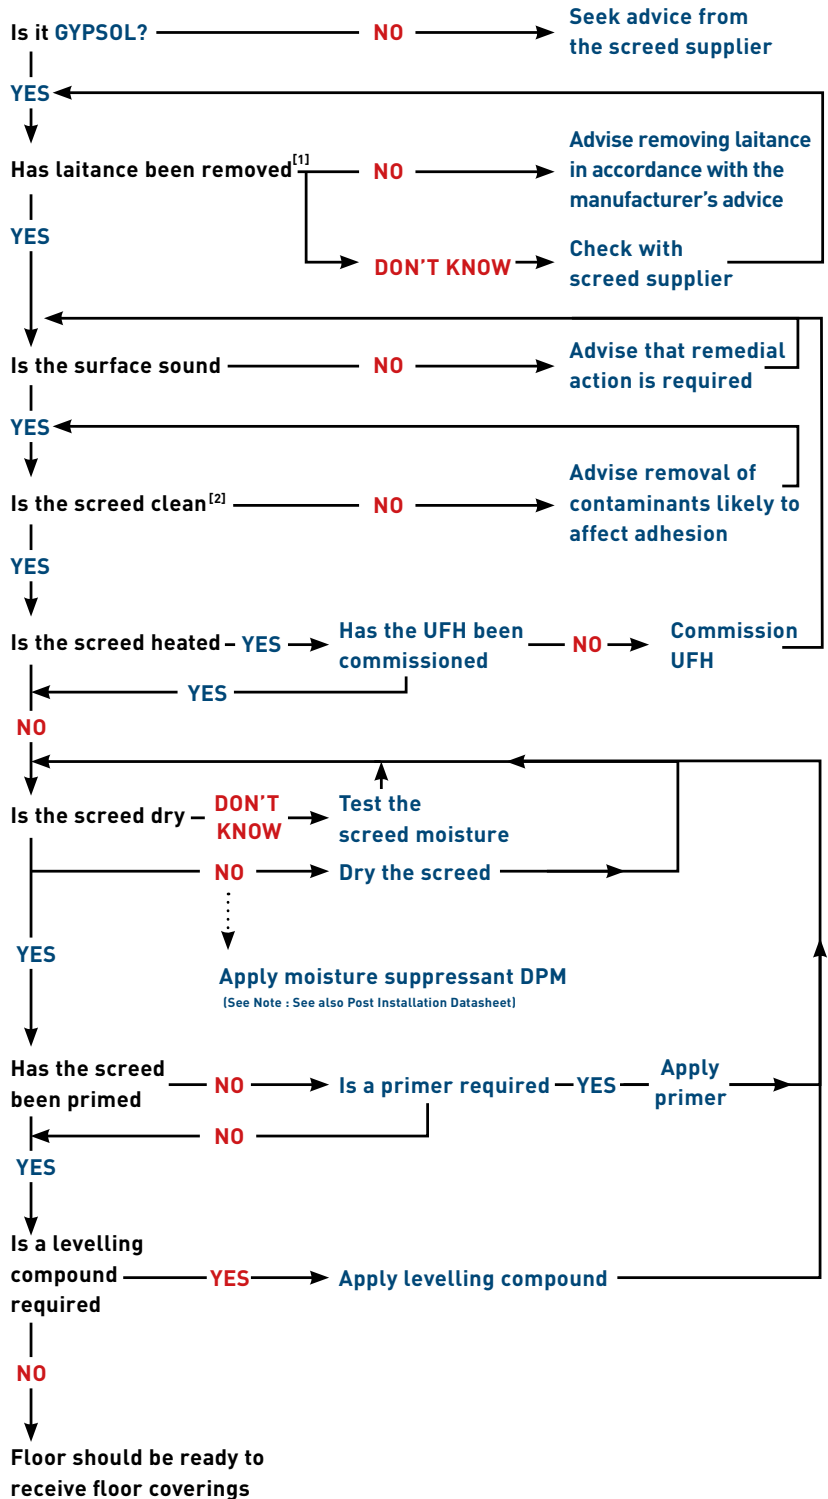 Is it GYPSOL?
NO
Seek advice from
the screed supplier
YES
Has laitance been removed[1]
NO
Advise removing laitance
in accordance with the
manufacturer's advice
YES
DON'T KNOW
Check with
screed supplier
Is the surface sound
NO
Advise that remedial
action is required
YES
Is the screed clean[2]
NO
Advise removal of
contaminants likely to
affect adhesion
YES
Is the screed heated
YES
Has the UFH been
commissioned
NO
Commission
UFH
YES
NO
Is the screed dry
DON'T
KNOW
Test the
screed moisture
NO
Dry the screed
YES
Apply moisture suppressant DPM
(See Note : See also Post Installation Datasheet)
Has the screed
been primed
NO
Is a primer required
YES
Apply
primer
NO
YES
Is a levelling
compound
required
YES
Apply levelling compound
NO
Floor should be ready to
receive floor coverings